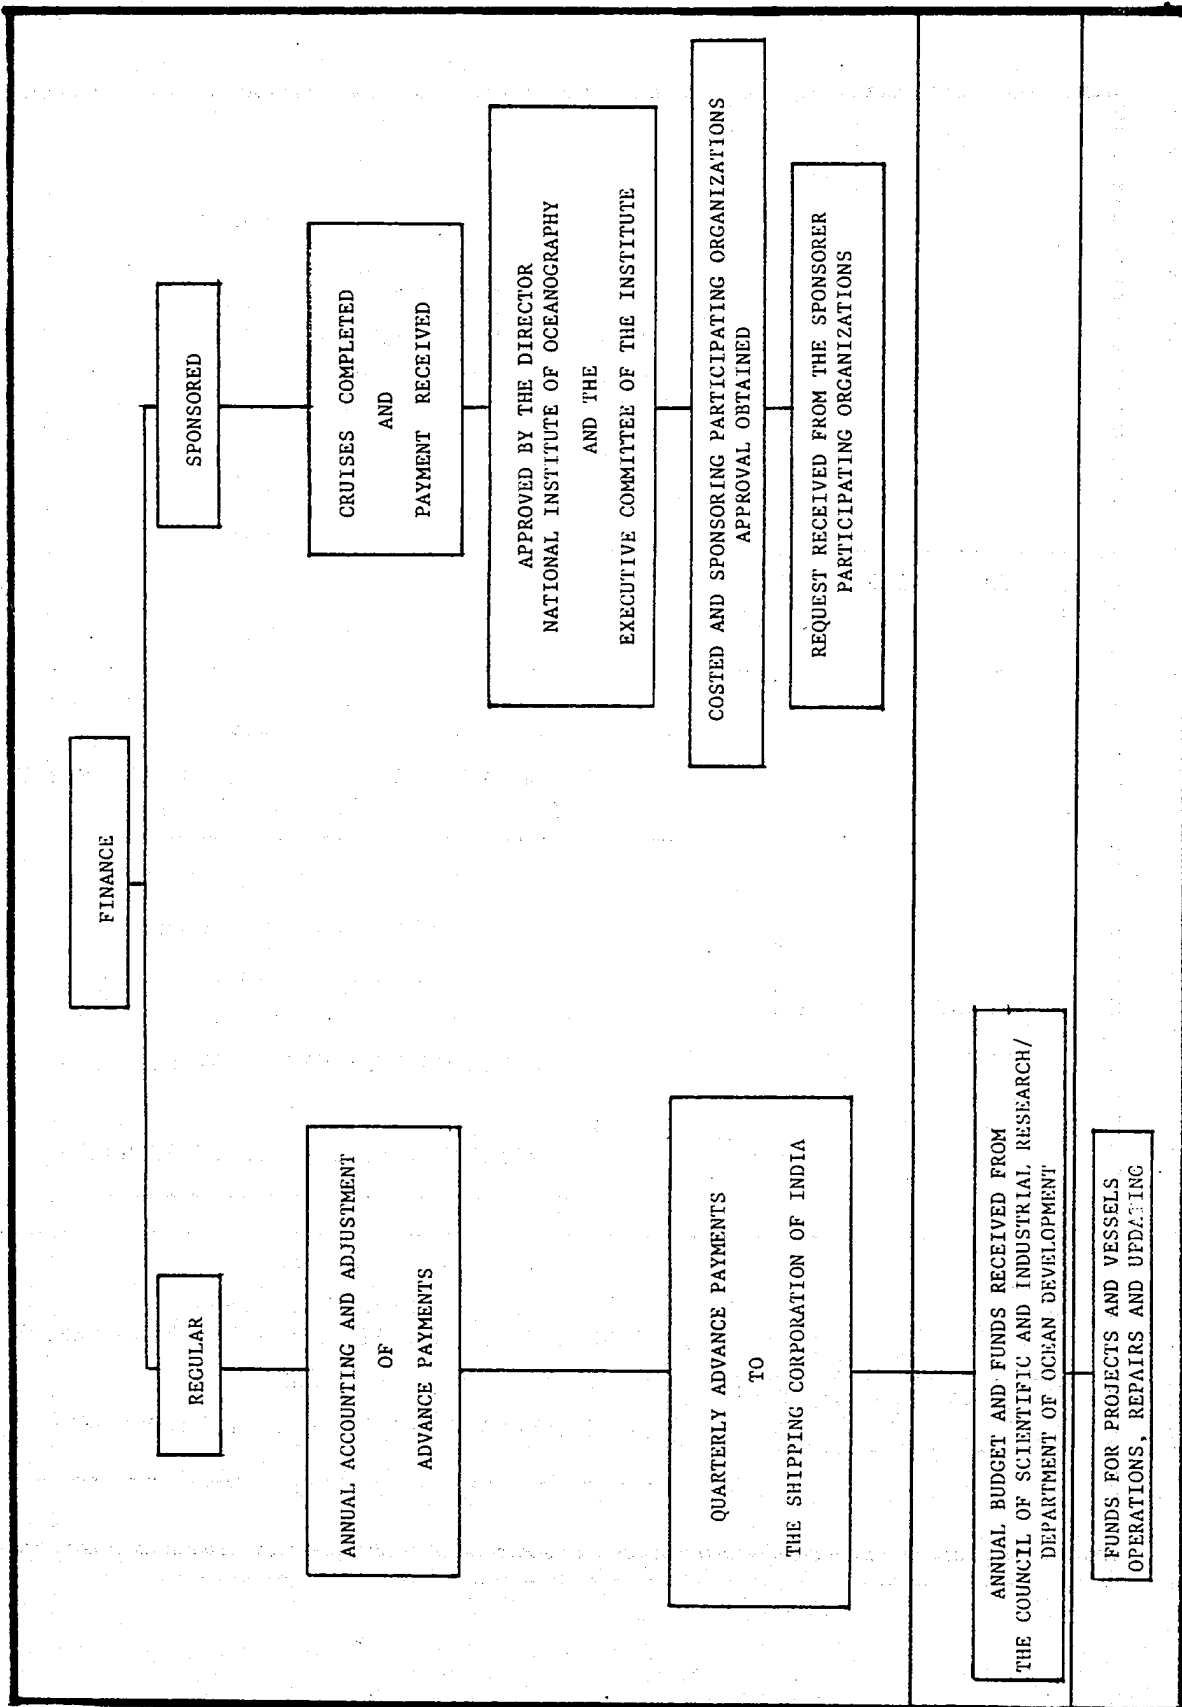 FINANCE
REGULAR
SPONSORED
ANNUAL ACCOUNTING AND ADJUSTMENT
OF
ADVANCE PAYMENTS
CRUISES COMPLETED
AND
PAYMENT RECEIVED
APPROVED BY THE DIRECTOR
NATIONAL INSTITUTE OF OCEANOGRAPHY
AND THE
EXECUTIVE COMMITTEE OF THE INSTITUTE
QUARTERLY ADVANCE PAYMENTS
TO
THE SHIPPING CORPORATION OF INDIA
COSTED AND SPONSORING PARTICIPATING ORGANIZATIONS
APPROVAL OBTAINED
REQUEST RECEIVED FROM THE SPONSORER
PARTICIPATING ORGANIZATIONS
ANNUAL BUDGET AND FUNDS RECEIVED FROM
THE COUNCIL OF SCIENTIFIC AND INDUSTRIAL RESEARCH/
DEPARTMENT OF OCEAN DEVELOPMENT
FUNDS FOR PROJECTS AND VESSELS
OPERATIONS, REPAIRS AND UPDATING